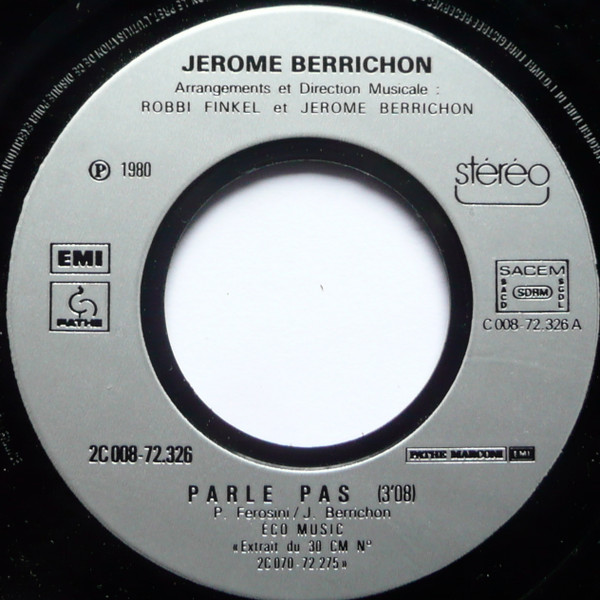 JEROME BERRICHON
Arrangements et Direction Musicale :
ROBBI FINKEL et JEROME BERRICHON
℗ 1980
stéréo
EMI
PATHE
SACEM
SACD
SDRM
SGDL
C 008-72.326 A
2C 008-72.326
PATHE MARCONI EMI
PARLE PAS (3'08)
P. Ferosini / J. Berrichon
ECO MUSIC
«Extrait du 30 CM N°
2C 070-72 275»